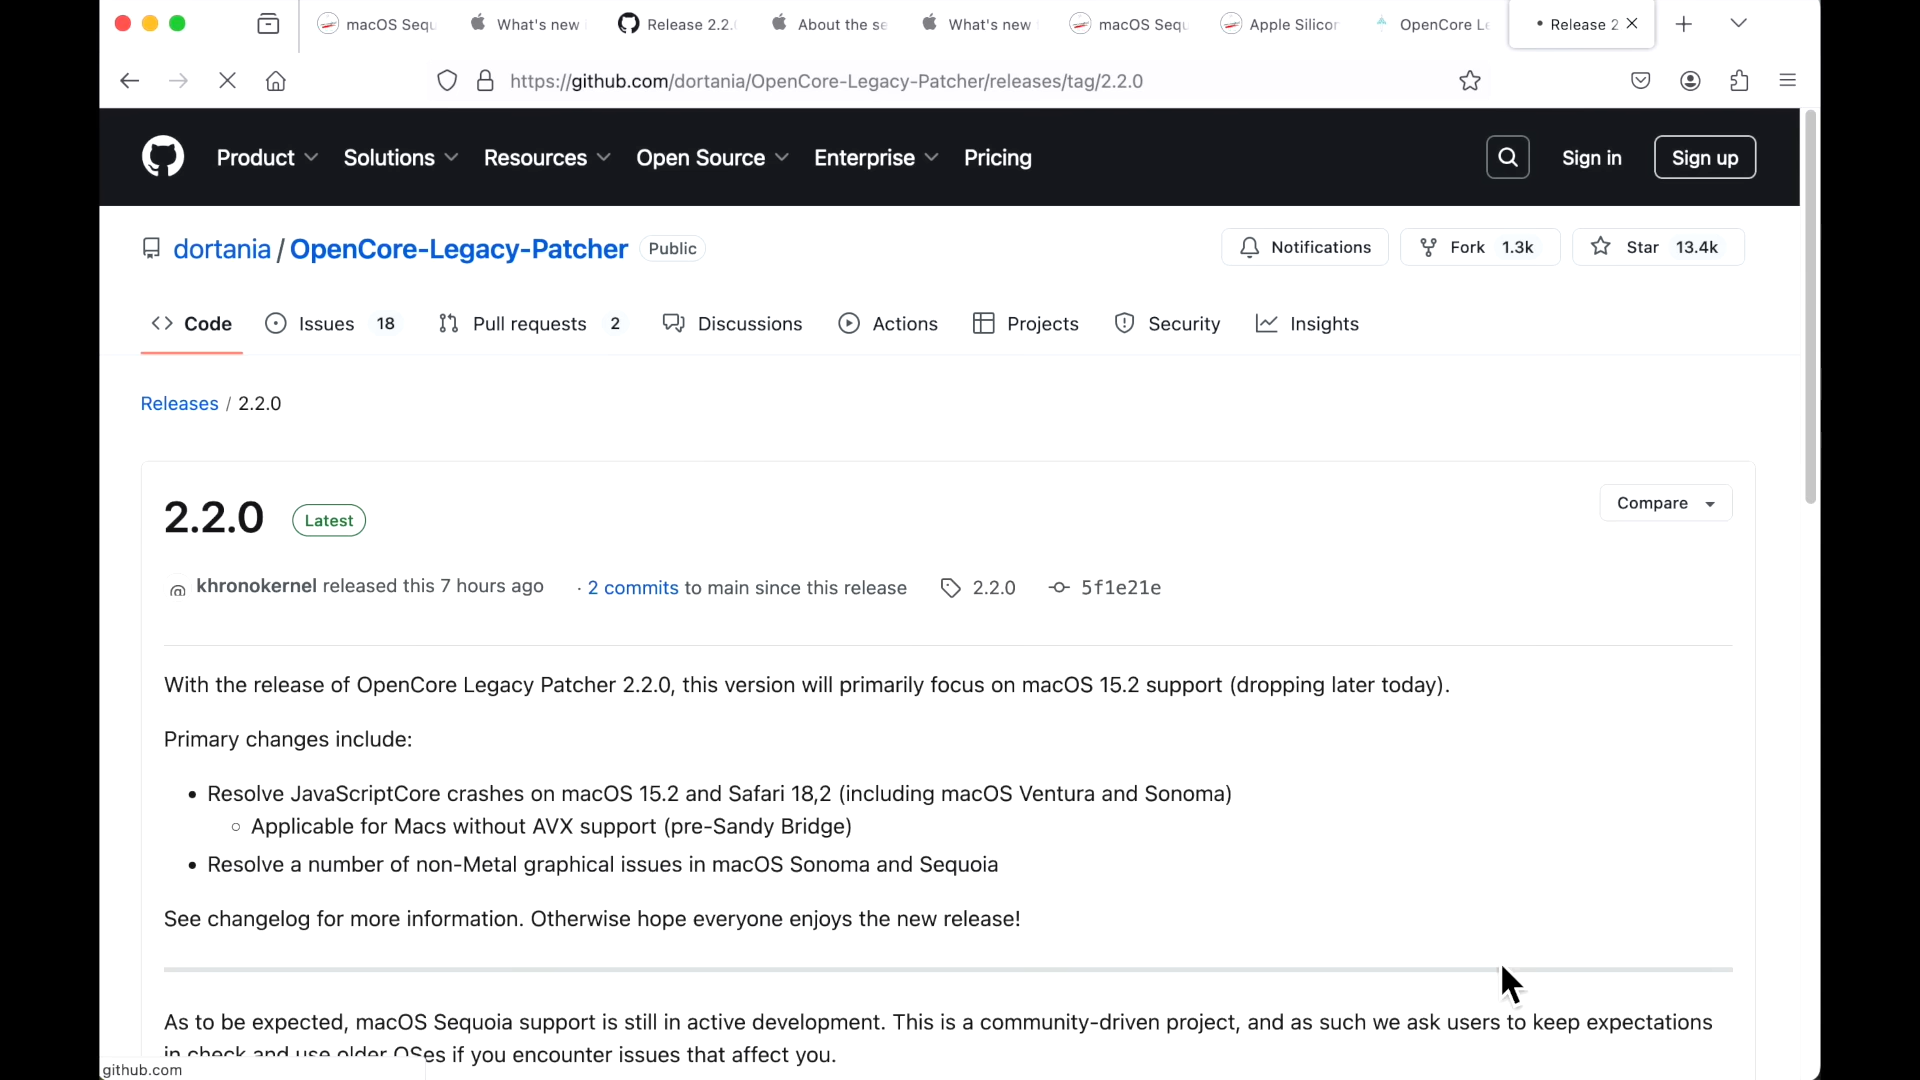 macOS Sequ
What's new
Release 2.2.
About the se
What's new
macOS Sequ
Apple Silicon
OpenCore Le
• Release 2
https://github.com/dortania/OpenCore-Legacy-Patcher/releases/tag/2.2.0
Product Solutions Resources Open Source Enterprise Pricing Sign in Sign up
dortania / OpenCore-Legacy-Patcher Public Notifications Fork 1.3k Star 13.4k
Code Issues 18 Pull requests 2 Discussions Actions Projects Security Insights
Releases / 2.2.0
2.2.0 Latest Compare
khronokernel released this 7 hours ago · 2 commits to main since this release 2.2.0 5f1e21e
With the release of OpenCore Legacy Patcher 2.2.0, this version will primarily focus on macOS 15.2 support (dropping later today).
Primary changes include:
• Resolve JavaScriptCore crashes on macOS 15.2 and Safari 18,2 (including macOS Ventura and Sonoma)
◦ Applicable for Macs without AVX support (pre-Sandy Bridge)
• Resolve a number of non-Metal graphical issues in macOS Sonoma and Sequoia
See changelog for more information. Otherwise hope everyone enjoys the new release!
As to be expected, macOS Sequoia support is still in active development. This is a community-driven project, and as such we ask users to keep expectations
in check and use older OSes if you encounter issues that affect you.
github.com